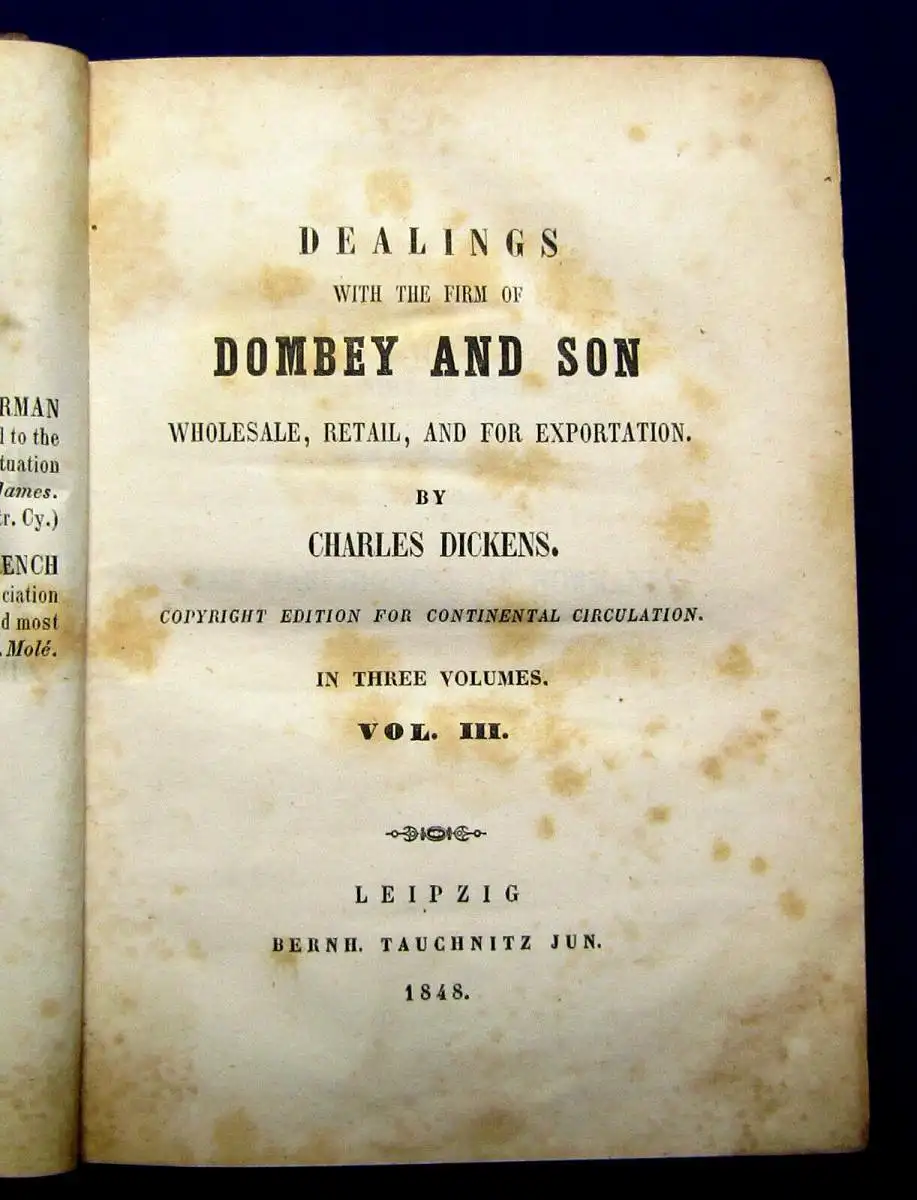 RMAN
l to the
tuation
James.
tr. Cy.)
ENCH
ciation
d most
. Molé.
DEALINGS
WITH THE FIRM OF
DOMBEY AND SON
WHOLESALE, RETAIL, AND FOR EXPORTATION.
BY
CHARLES DICKENS.
COPYRIGHT EDITION FOR CONTINENTAL CIRCULATION.
IN THREE VOLUMES.
VOL. III.
LEIPZIG
BERNH. TAUCHNITZ JUN.
1848.